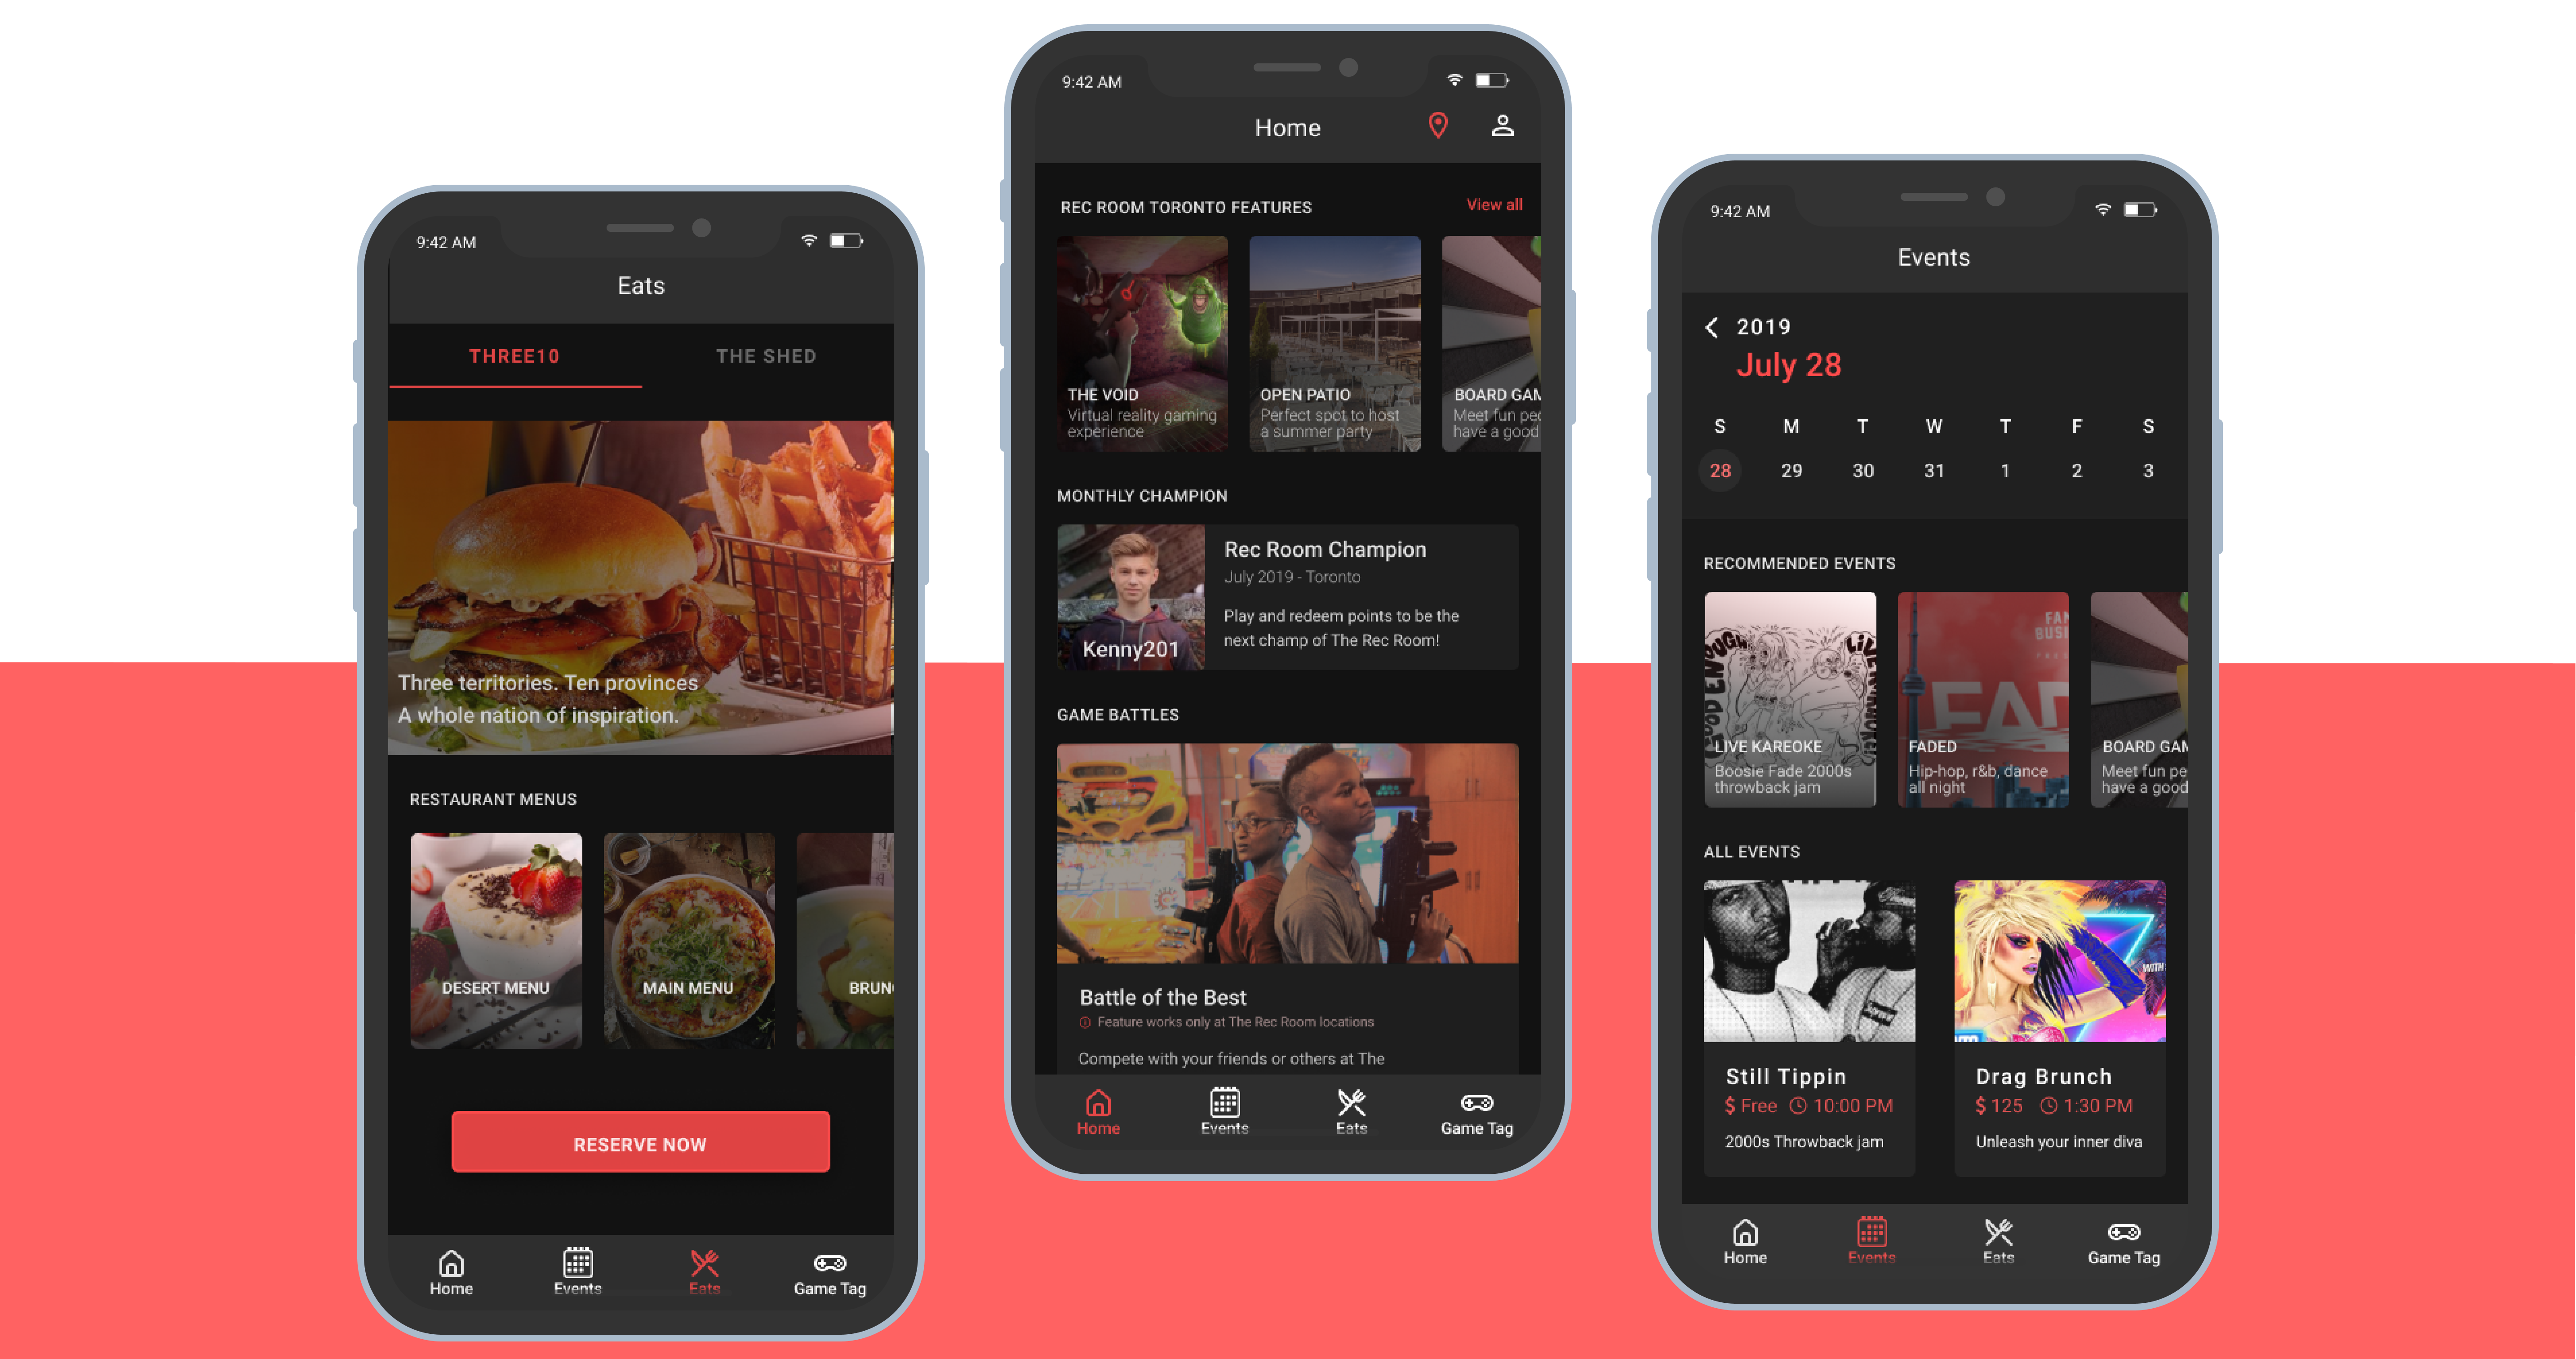 9:42 AM
Eats
THREE10
THE SHED
Three territories. Ten provinces
A whole nation of inspiration.
RESTAURANT MENUS
DESERT MENU
MAIN MENU
BRUN
RESERVE NOW
Home
Events
Eats
Game Tag
9:42 AM
Home
REC ROOM TORONTO FEATURES
View all
THE VOID
Virtual reality gaming
experience
OPEN PATIO
Perfect spot to host
a summer party
BOARD GAM
Meet fun peo
have a good
MONTHLY CHAMPION
Kenny201
Rec Room Champion
July 2019 - Toronto
Play and redeem points to be the
next champ of The Rec Room!
GAME BATTLES
Battle of the Best
Feature works only at The Rec Room locations
Compete with your friends or others at The
Home
Events
Eats
Game Tag
9:42 AM
Events
2019
July 28
S M T W T F S
28 29 30 31 1 2 3
RECOMMENDED EVENTS
LIVE KAREOKE
Boosie Fade 2000s
throwback jam
FAM
BUSI
FAD
FADED
Hip-hop, r&b, dance
all night
BOARD GAM
Meet fun pe
have a good
ALL EVENTS
Still Tippin
$ Free 10:00 PM
2000s Throwback jam
WITH
Drag Brunch
$ 125 1:30 PM
Unleash your inner diva
Home
Events
Eats
Game Tag